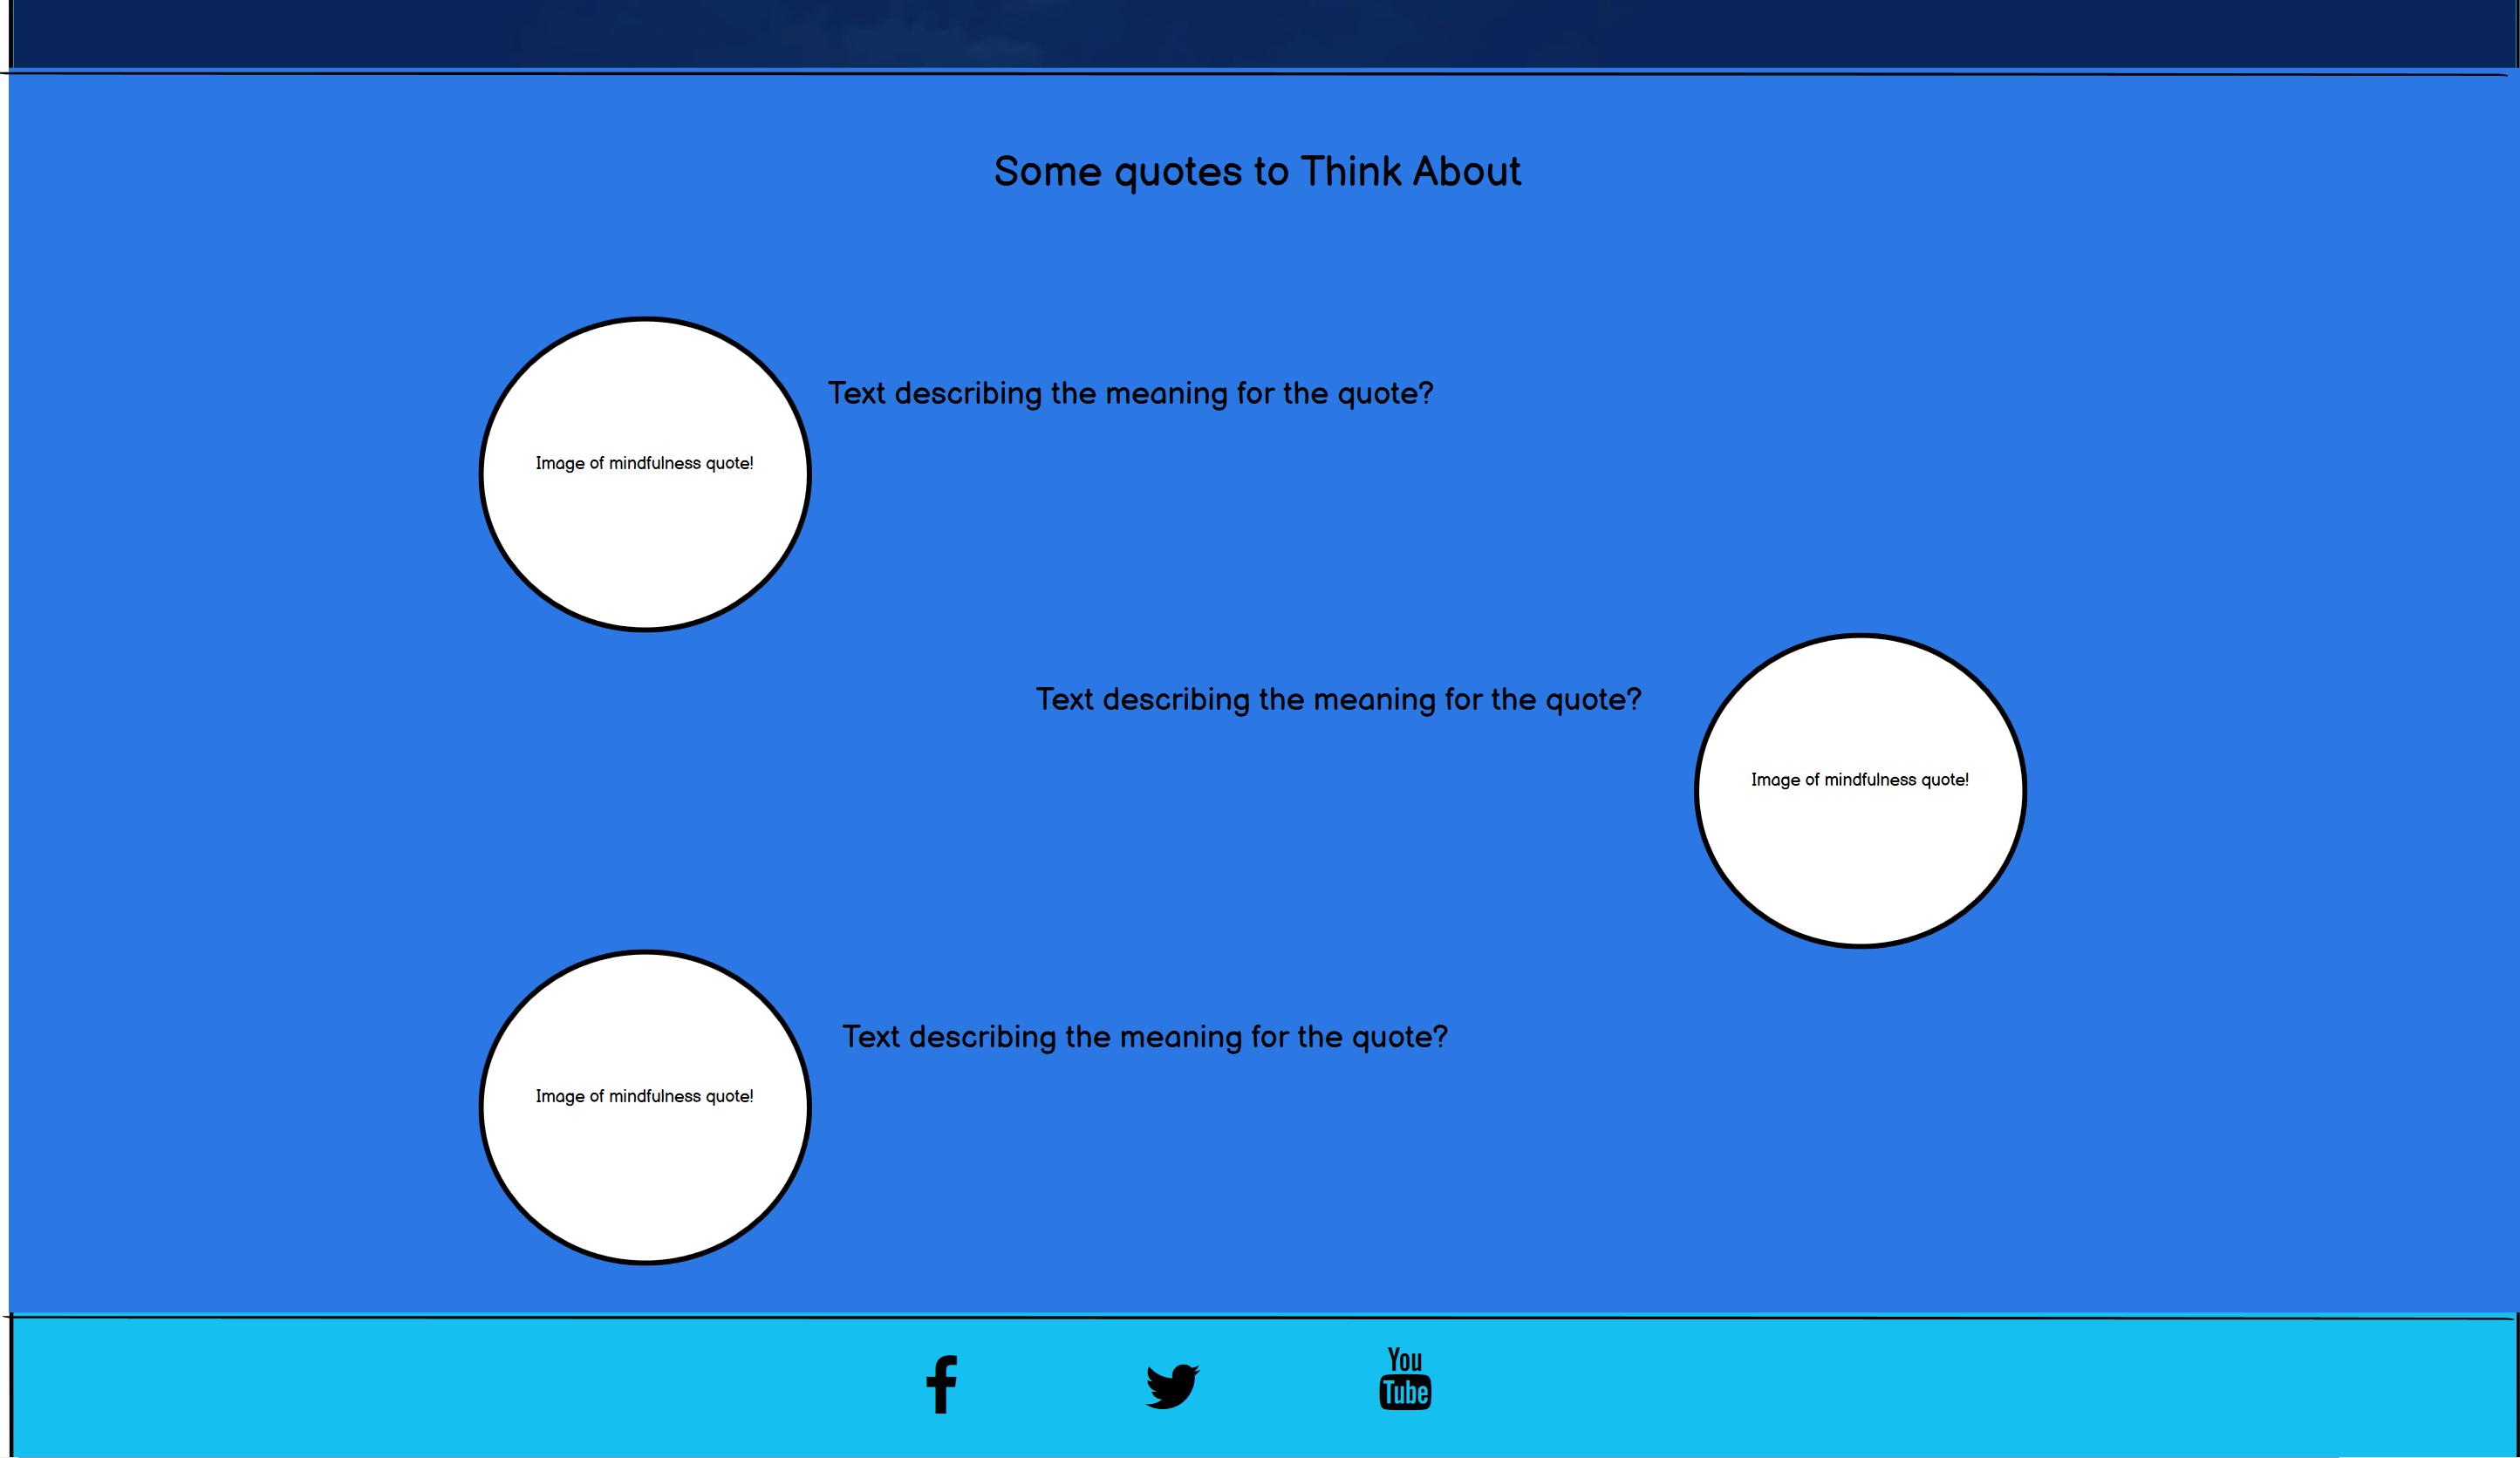 Some quotes to Think About
Text describing the meaning for the quote?
Image of mindfulness quote!
Text describing the meaning for the quote?
Image of mindfulness quote!
Text describing the meaning for the quote?
Image of mindfulness quote!
f
You
Tube